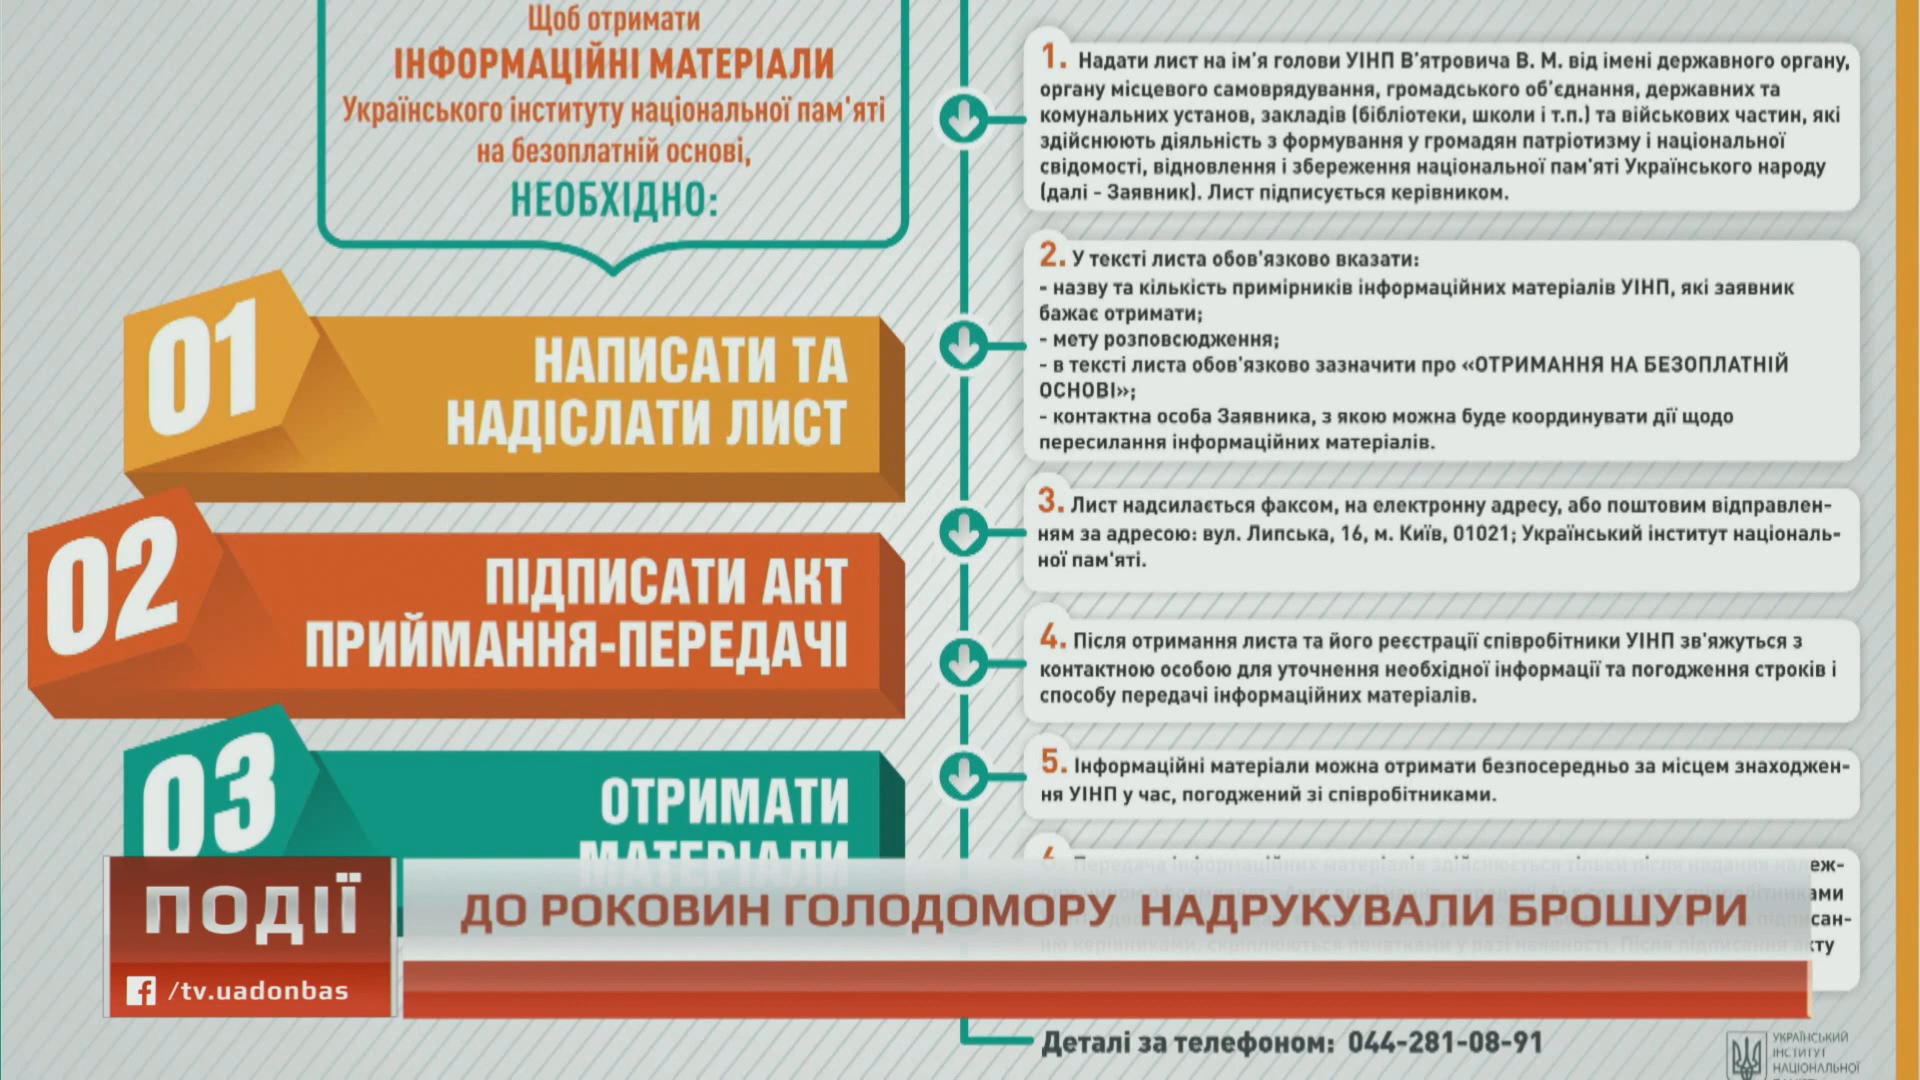 Щоб отримати
ІНФОРМАЦІЙНІ МАТЕРІАЛИ
Українського інституту національної пам'яті
на безоплатній основі,
НЕОБХІДНО:
01
НАПИСАТИ ТА
НАДІСЛАТИ ЛИСТ
02
ПІДПИСАТИ АКТ
ПРИЙМАННЯ-ПЕРЕДАЧІ
03
ОТРИМАТИ
МАТЕРІАЛИ
1. Надати лист на ім'я голови УІНП В'ятровича В. М. від імені державного органу,
органу місцевого самоврядування, громадського об'єднання, державних та
комунальних установ, закладів (бібліотеки, школи і т.п.) та військових частин, які
здійснюють діяльність з формування у громадян патріотизму і національної
свідомості, відновлення і збереження національної пам'яті Українського народу
(далі - Заявник). Лист підписується керівником.
2. У тексті листа обов'язково вказати:
- назву та кількість примірників інформаційних матеріалів УІНП, які заявник
бажає отримати;
- мету розповсюдження;
- в тексті листа обов'язково зазначити про «ОТРИМАННЯ НА БЕЗОПЛАТНІЙ
ОСНОВІ»;
- контактна особа Заявника, з якою можна буде координувати дії щодо
пересилання інформаційних матеріалів.
3. Лист надсилається факсом, на електронну адресу, або поштовим відправлен-
ням за адресою: вул. Липська, 16, м. Київ, 01021; Український інститут національ-
ної пам'яті.
4. Після отримання листа та його реєстрації співробітники УІНП зв'яжуться з
контактною особою для уточнення необхідної інформації та погодження строків і
способу передачі інформаційних матеріалів.
5. Інформаційні матеріали можна отримати безпосередньо за місцем знаходжен-
ня УІНП у час, погоджений зі співробітниками.
Передача інформаційних матеріалів здійснюється тільки після надання належ-
ПОДІЇ
ДО РОКОВИН ГОЛОДОМОРУ НАДРУКУВАЛИ БРОШУРИ
/tv.uadonbas
Деталі за телефоном: 044-281-08-91
УКРАЇНСЬКИЙ
ІНСТИТУТ
НАЦІОНАЛЬНОЇ